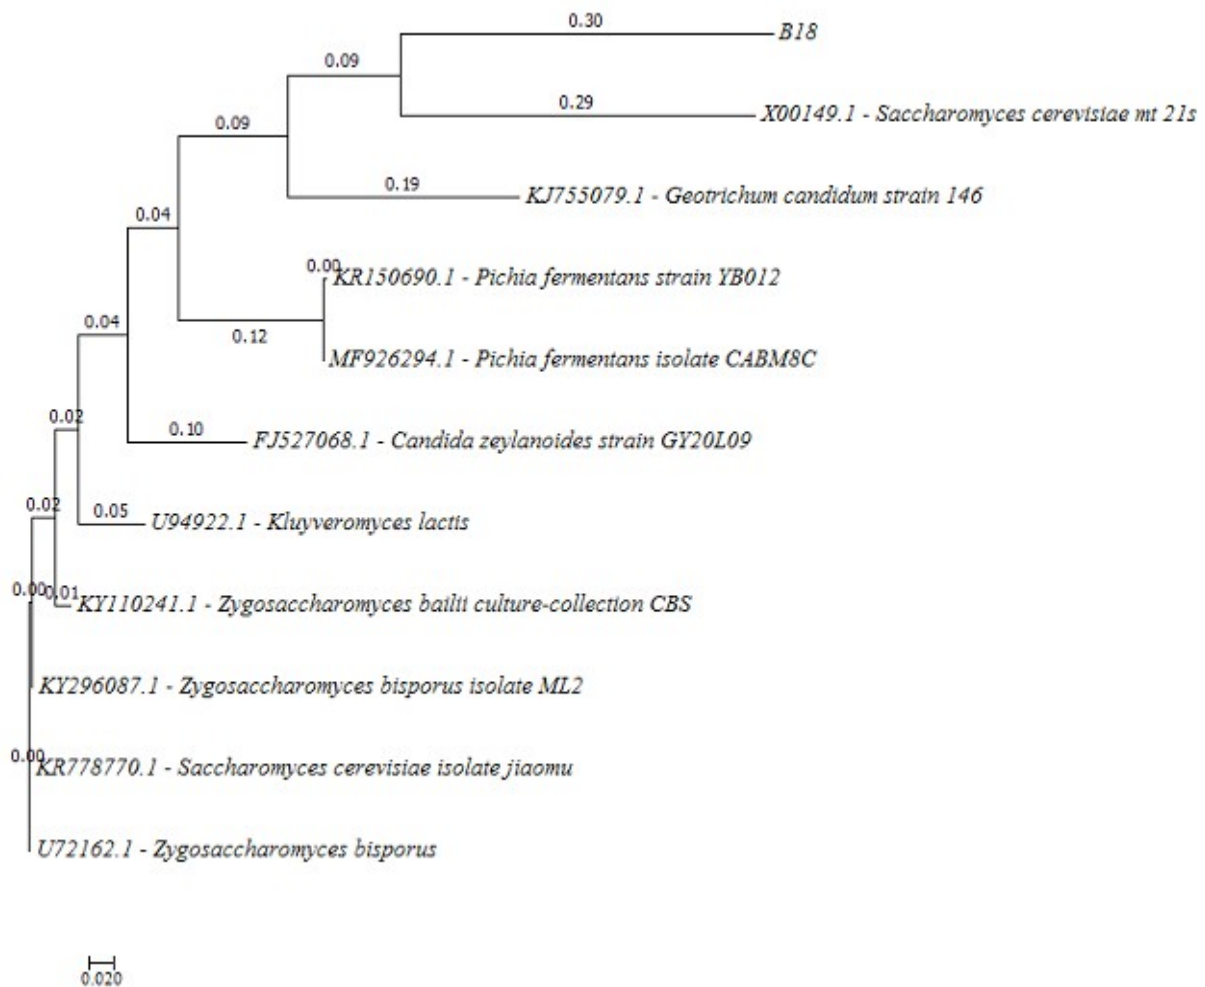 0.30
B18
0.09
0.29
X00149.1 - Saccharomyces cerevisiae mt 21s
0.09
0.19
KJ755079.1 - Geotrichum candidum strain 146
0.04
0.00
KR150690.1 - Pichia fermentans strain YB012
0.04
0.12
MF926294.1 - Pichia fermentans isolate CABM8C
0.02
0.10
FJ527068.1 - Candida zeylanoides strain GY20L09
0.02
0.05
U94922.1 - Kluyveromyces lactis
0.00
0.01
KY110241.1 - Zygosaccharomyces bailii culture-collection CBS
KY296087.1 - Zygosaccharomyces bisporus isolate ML2
0.00
KR778770.1 - Saccharomyces cerevisiae isolate jiaomu
U72162.1 - Zygosaccharomyces bisporus
0.020